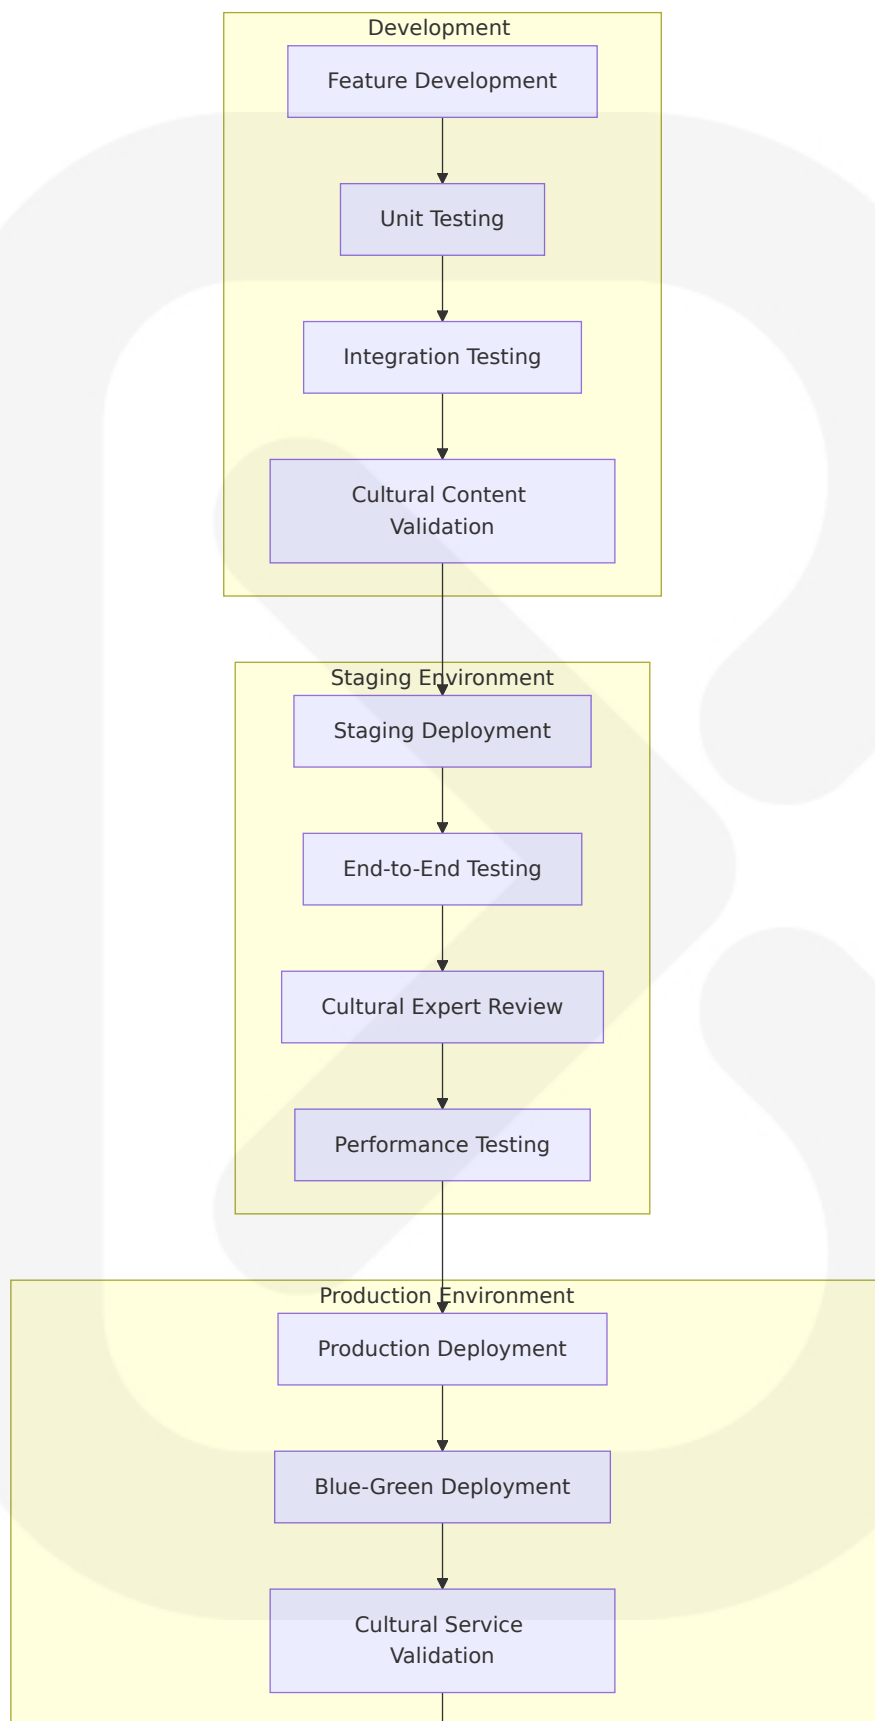 Development
Feature Development
Unit Testing
Integration Testing
Cultural Content
Validation
Staging Environment
Staging Deployment
End-to-End Testing
Cultural Expert Review
Performance Testing
Production Environment
Production Deployment
Blue-Green Deployment
Cultural Service
Validation